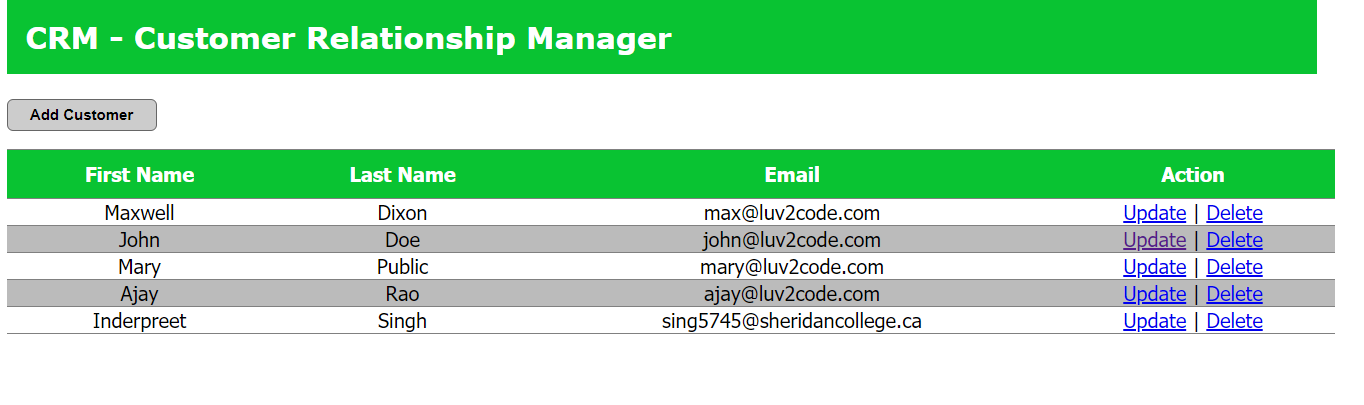 CRM - Customer Relationship Manager
Add Customer
First Name Last Name Email Action
Maxwell Dixon max@luv2code.com Update | Delete
John Doe john@luv2code.com Update | Delete
Mary Public mary@luv2code.com Update | Delete
Ajay Rao ajay@luv2code.com Update | Delete
Inderpreet Singh sing5745@sheridancollege.ca Update | Delete